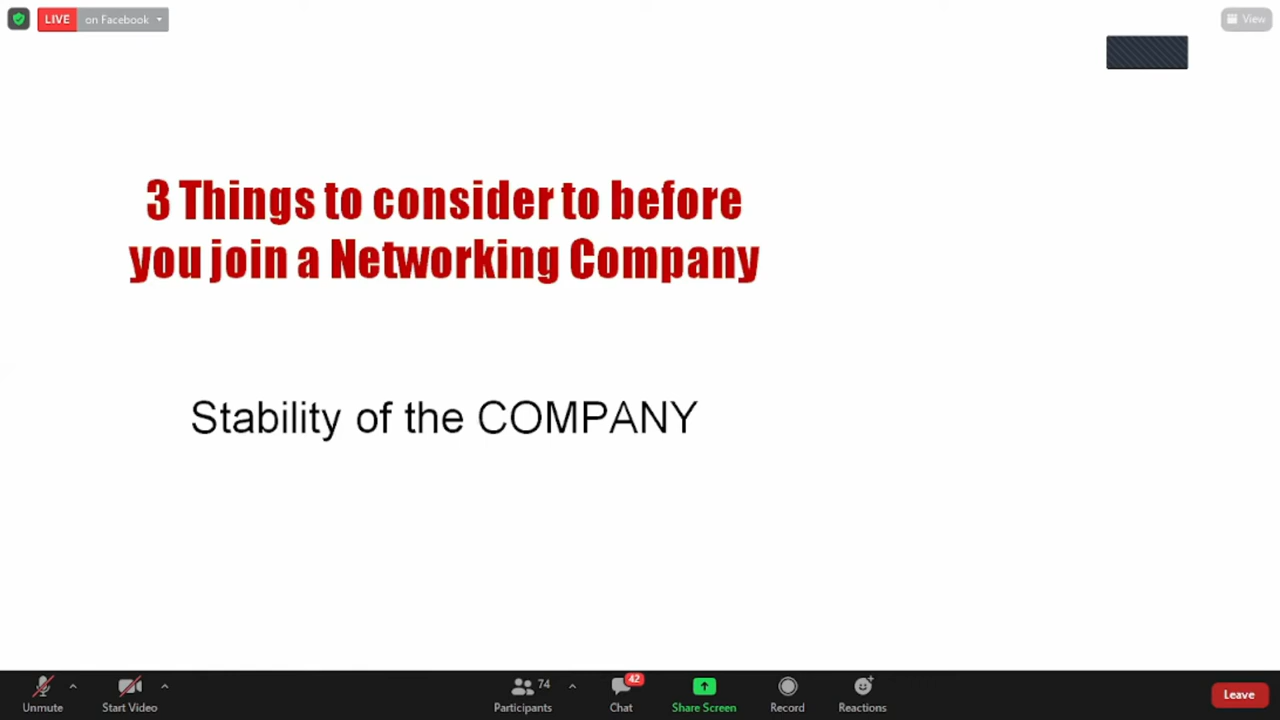 LIVE on Facebook
View
3 Things to consider to before
you join a Networking Company
Stability of the COMPANY
74
42
Unmute
Start Video
Participants
Chat
Share Screen
Record
Reactions
Leave